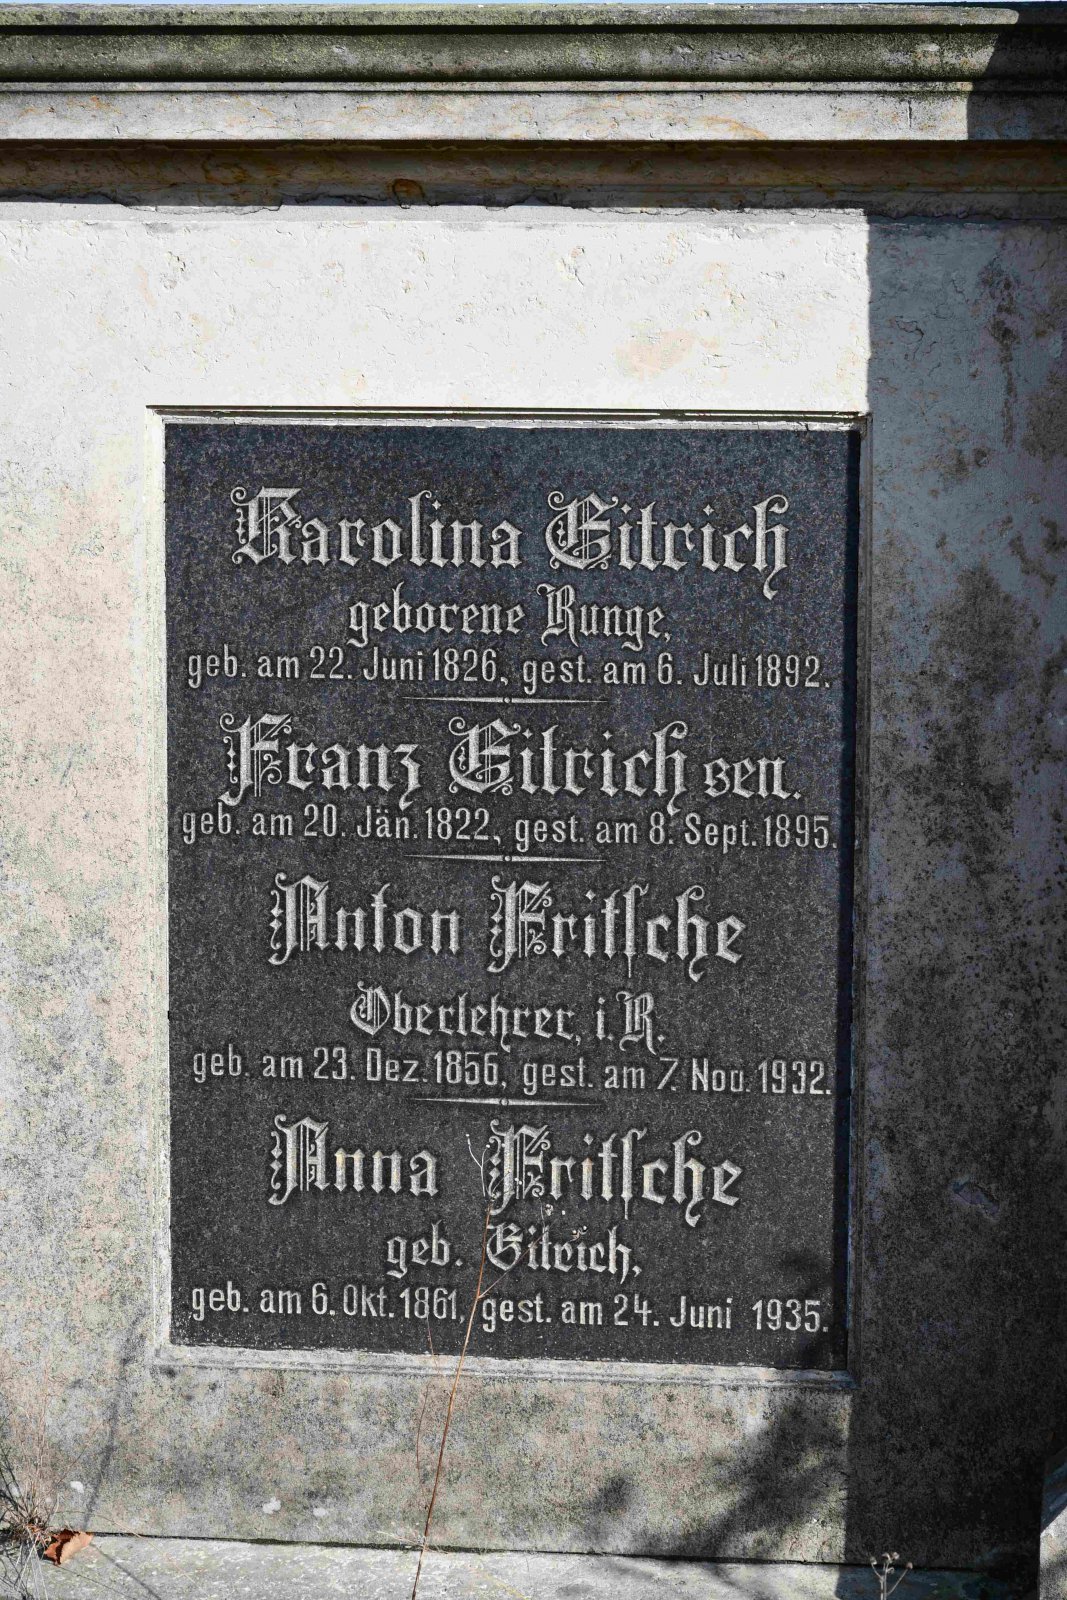 Karolina Eitrich
geborene Runge,
geb. am 22. Juni 1826, gest. am 6. Juli 1892.
Franz Eitrich sen.
geb. am 20. Jän. 1822, gest. am 8. Sept. 1895.
Anton Fritsche
Oberlehrer, i. R.
geb. am 23. Dez. 1856, gest. am 7. Nov. 1932.
Anna Fritsche
geb. Eitrich,
geb. am 6. Okt. 1861, gest. am 24. Juni 1935.